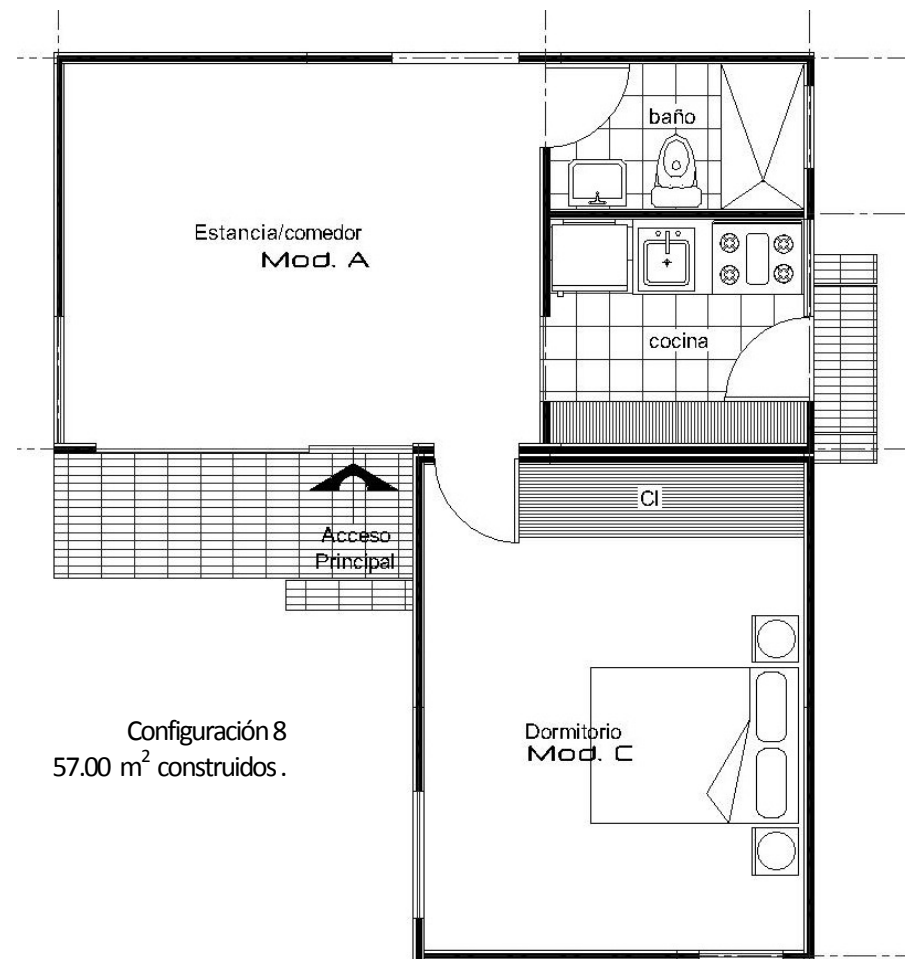 baño
Estancia/comedor
Mod. A
cocina
Cl
Acceso
Principal
Configuración 8
57.00 m² construidos .
Dormitorio
Mod. C